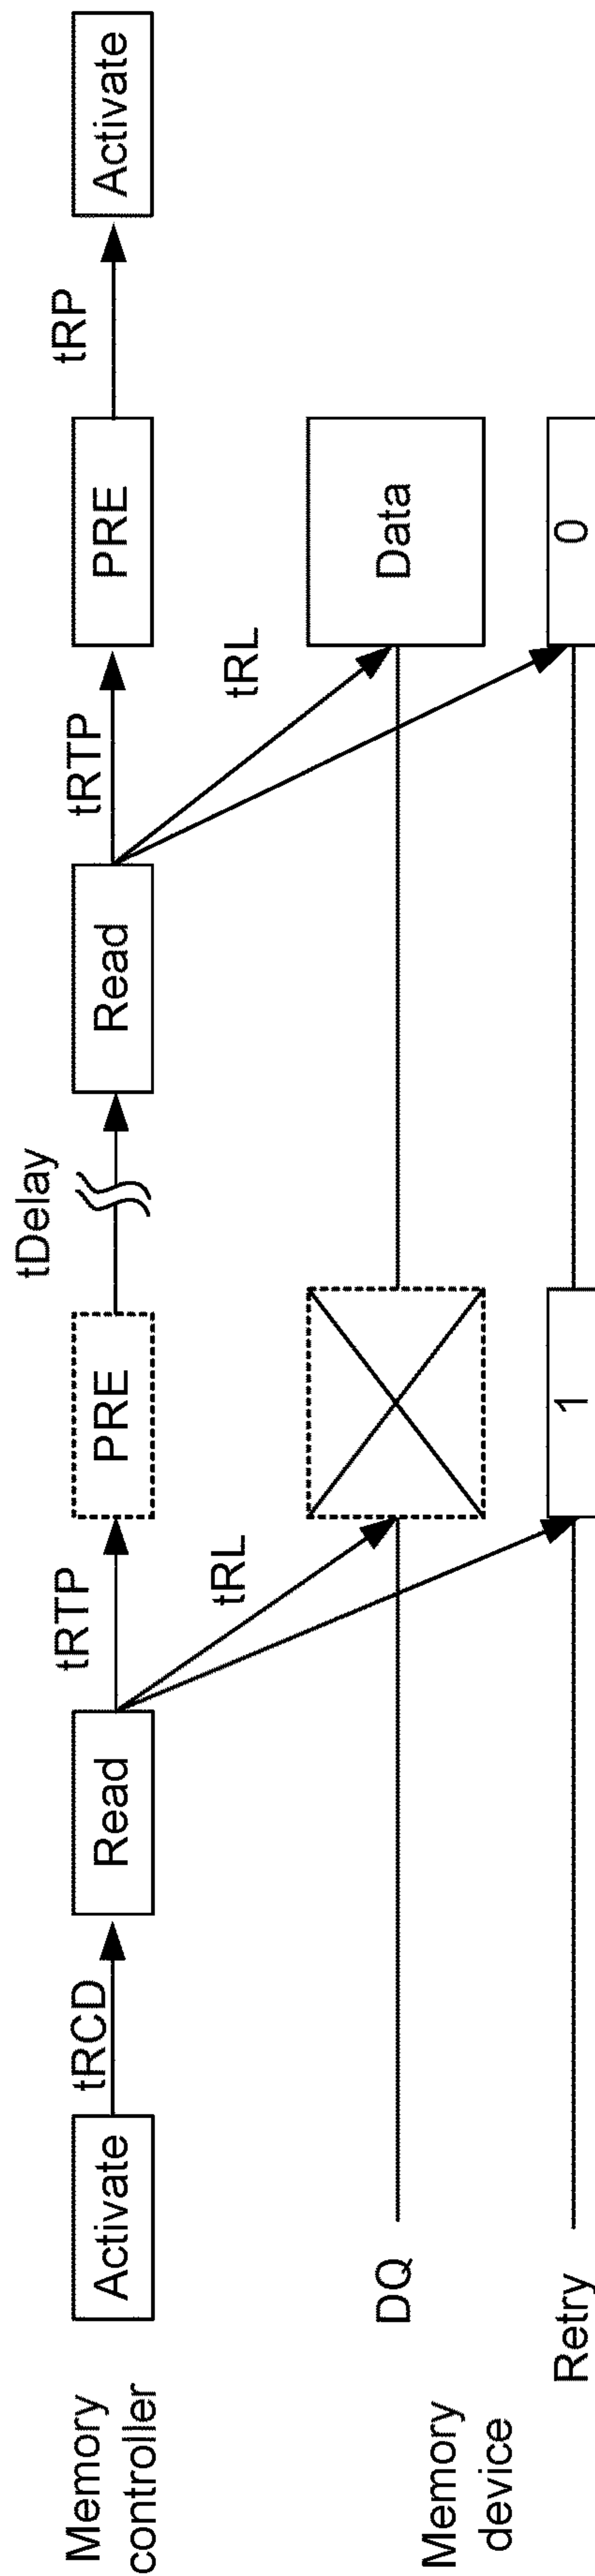 Memory
controller
Activate
tRCD
Read
tRTP
PRE
tDelay
Read
tRTP
PRE
tRP
Activate
tRL
tRL
Memory
device
DQ
Data
Retry
1
0